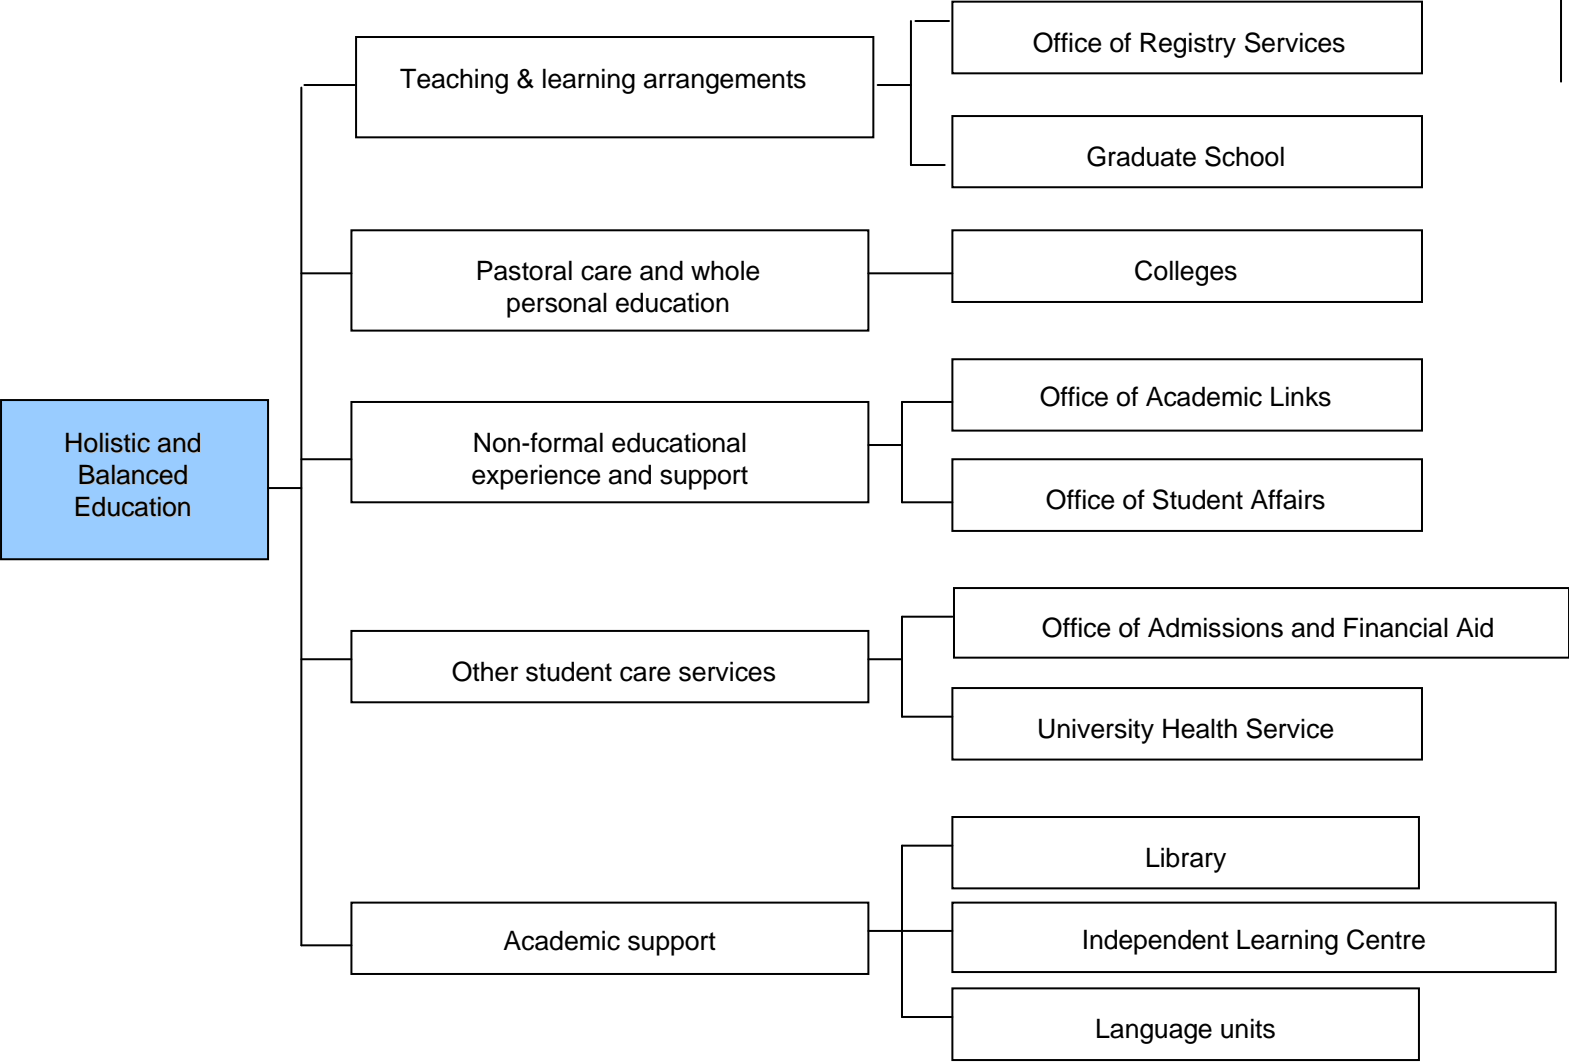 Office of Registry Services
Teaching & learning arrangements
Graduate School
Pastoral care and whole
personal education
Colleges
Office of Academic Links
Holistic and
Balanced
Education
Non-formal educational
experience and support
Office of Student Affairs
Office of Admissions and Financial Aid
Other student care services
University Health Service
Library
Academic support
Independent Learning Centre
Language units